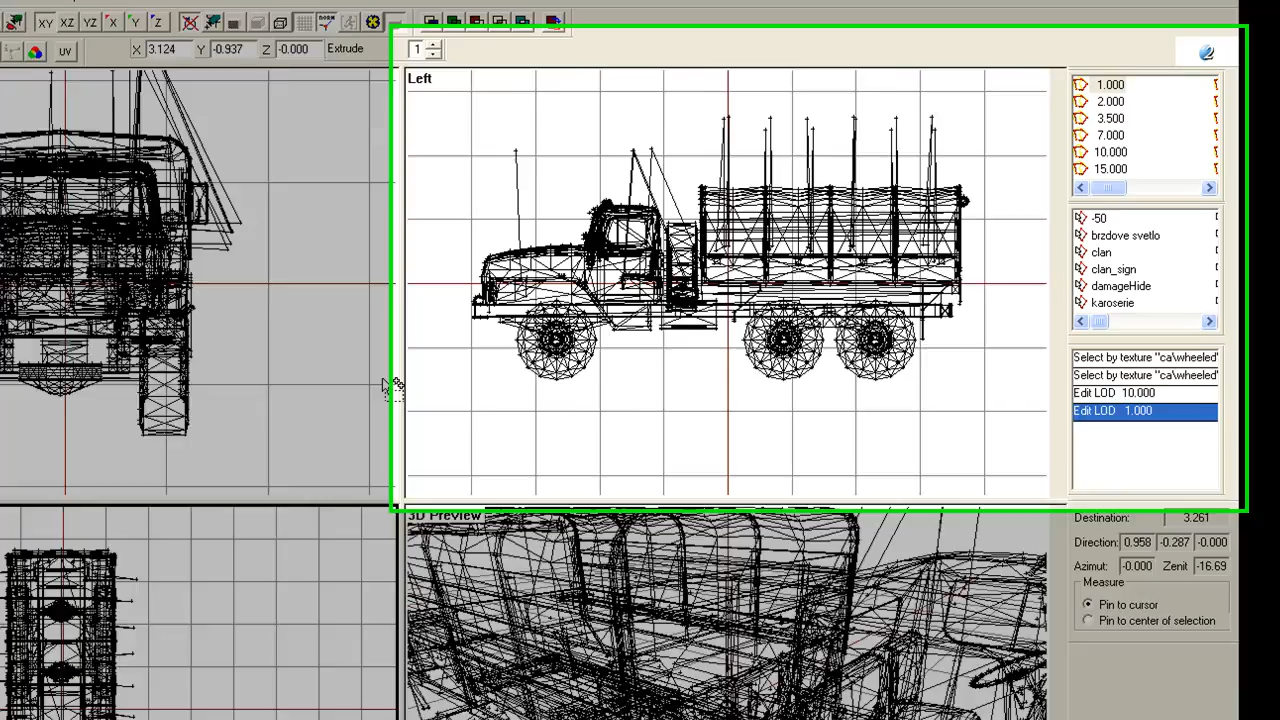 XY XZ YZ X Y Z NORM
UV X 3.124 Y -0.937 Z -0.000 Extrude 1
Left
1.000
2.000
3.500
7.000
10.000
15.000
-50
brzdove svetlo
clan
clan_sign
damageHide
karoserie
Select by texture "ca\wheeled'
Select by texture "ca\wheeled'
Edit LOD 10.000
Edit LOD 1.000
3D Preview
Destination: 3.261
Direction: 0.958 -0.287 -0.000
Azimut: -0.000 Zenit -16.69
Measure
Pin to cursor
Pin to center of selection